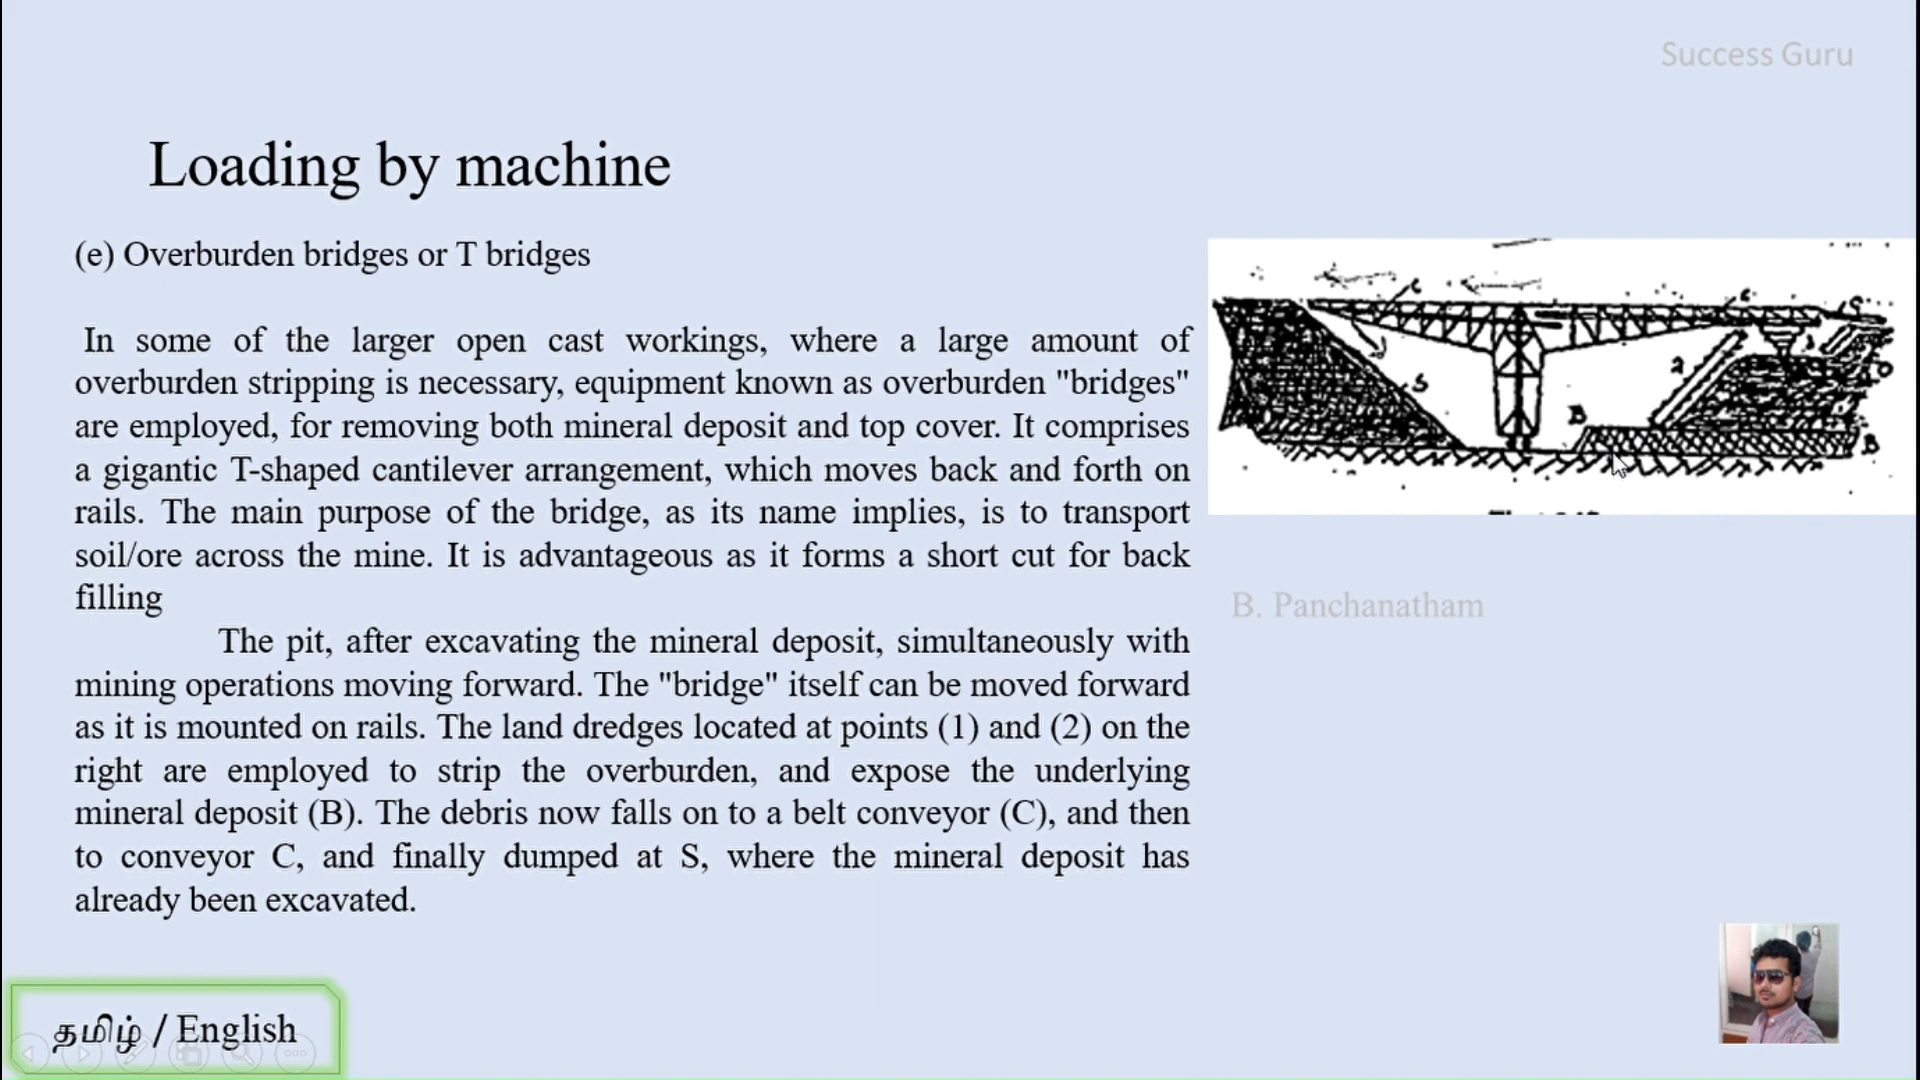 Success Guru
Loading by machine
(e) Overburden bridges or T bridges
In some of the larger open cast workings, where a large amount of
overburden stripping is necessary, equipment known as overburden "bridges"
are employed, for removing both mineral deposit and top cover. It comprises
a gigantic T-shaped cantilever arrangement, which moves back and forth on
rails. The main purpose of the bridge, as its name implies, is to transport
soil/ore across the mine. It is advantageous as it forms a short cut for back
filling
The pit, after excavating the mineral deposit, simultaneously with
mining operations moving forward. The "bridge" itself can be moved forward
as it is mounted on rails. The land dredges located at points (1) and (2) on the
right are employed to strip the overburden, and expose the underlying
mineral deposit (B). The debris now falls on to a belt conveyor (C), and then
to conveyor C, and finally dumped at S, where the mineral deposit has
already been excavated.
C C C
S 2 1 O
B B
B. Panchanatham
தமிழ் / English